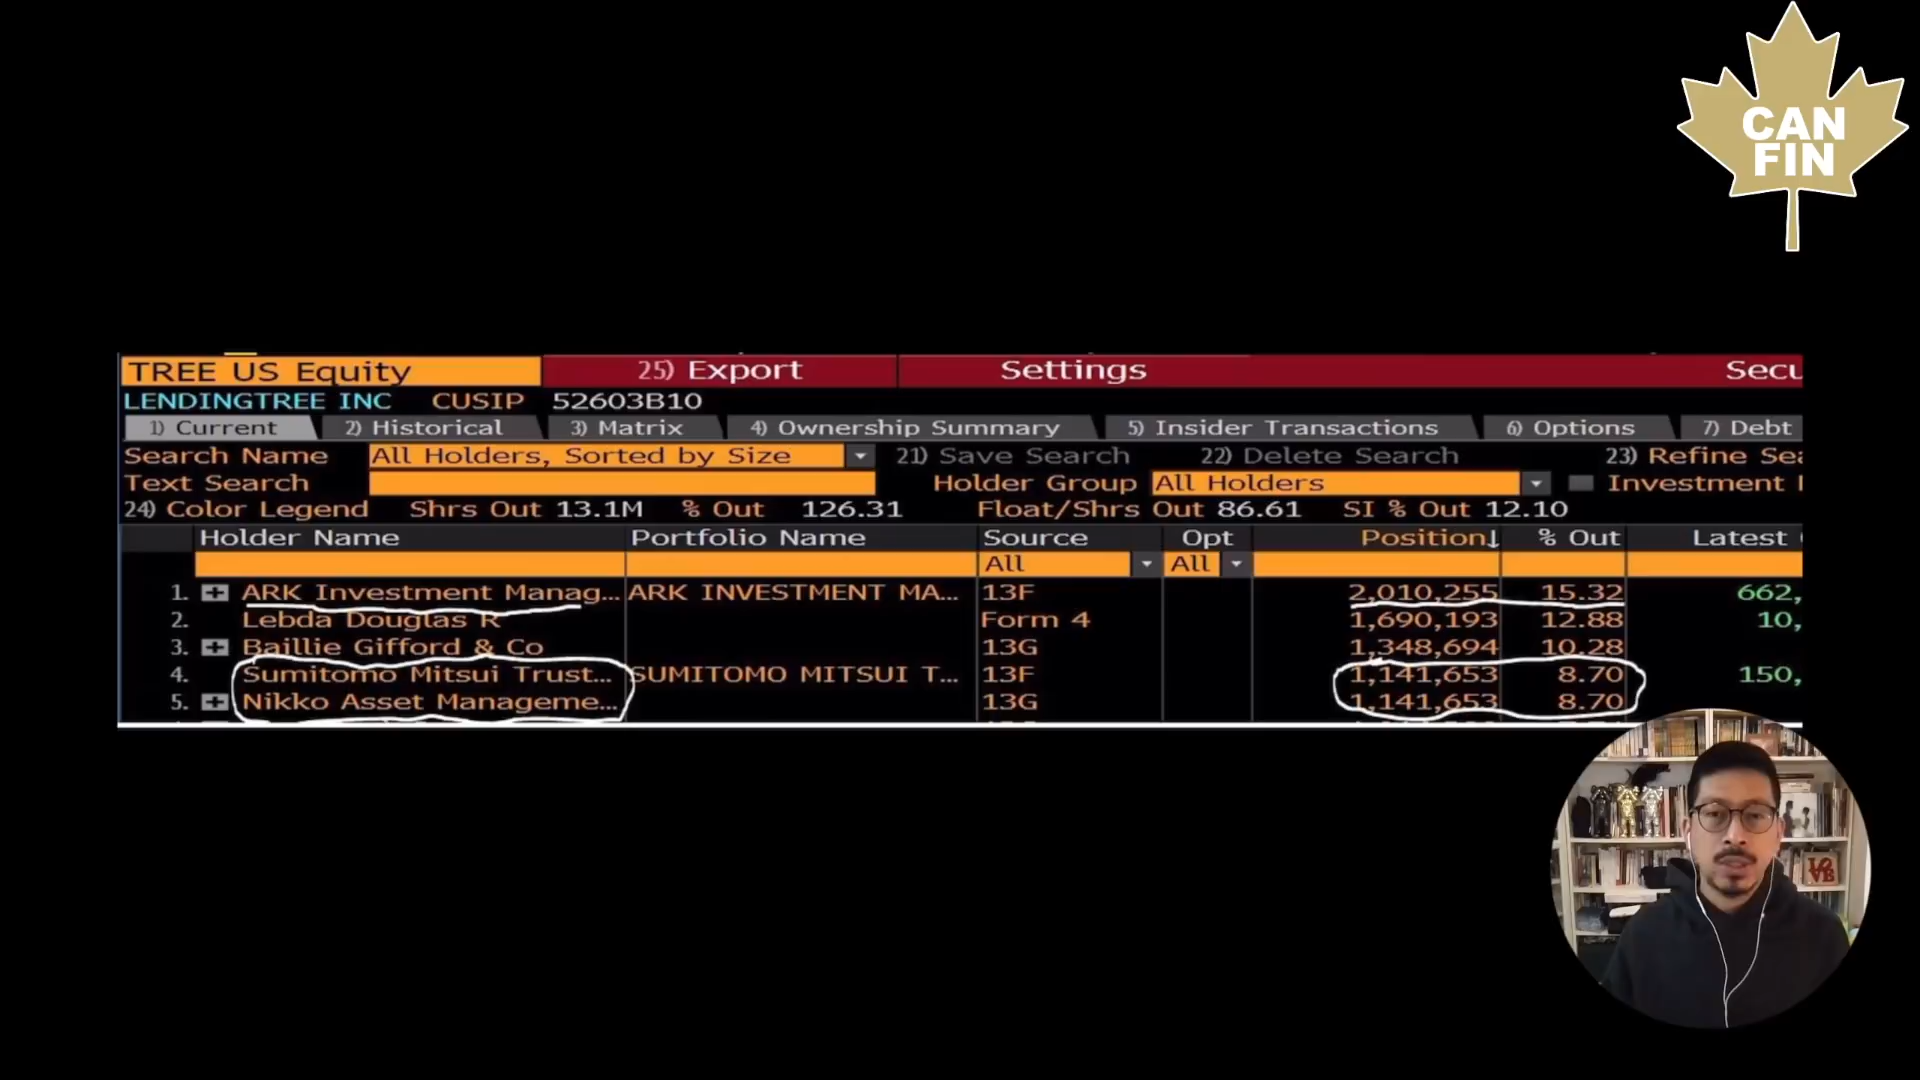 CAN
FIN
TREE US Equity 25) Export Settings Secu
LENDINGTREE INC CUSIP 52603B10
1) Current 2) Historical 3) Matrix 4) Ownership Summary 5) Insider Transactions 6) Options 7) Debt
Search Name All Holders, Sorted by Size 21) Save Search 22) Delete Search 23) Refine Sea
Text Search Holder Group All Holders Investment
24) Color Legend Shrs Out 13.1M % Out 126.31 Float/Shrs Out 86.61 SI % Out 12.10
Holder Name Portfolio Name Source Opt Position↓ % Out Latest
All All
1. ARK Investment Manag... ARK INVESTMENT MA... 13F 2,010,255 15.32 662,
2. Lebda Douglas R Form 4 1,690,193 12.88 10,
3. Baillie Gifford & Co 13G 1,348,694 10.28
4. Sumitomo Mitsui Trust... SUMITOMO MITSUI T... 13F 1,141,653 8.70 150,
5. Nikko Asset Manageme... 13G 1,141,653 8.70
LOVE